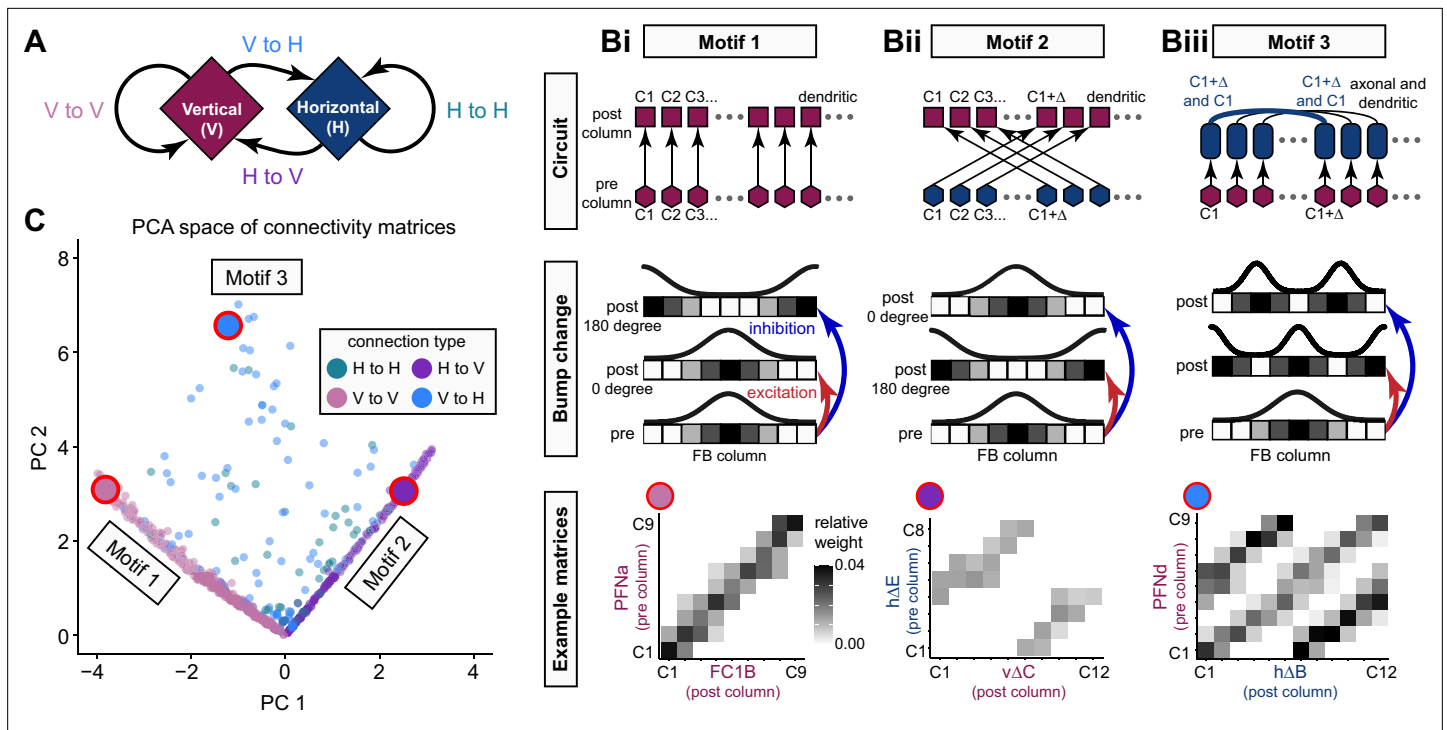 A
V to H
V to V
Vertical
(V)
Horizontal
(H)
H to H
H to V
C
PCA space of connectivity matrices
8
6
4
2
0
PC 2
−4
−2
0
2
4
PC 1
Motif 3
connection type
H to H
H to V
V to V
V to H
Motif 1
Motif 2
Bi
Motif 1
Bii
Motif 2
Biii
Motif 3
Circuit
C1 C2 C3...
dendritic
post
column
pre
column
C1 C2 C3...
C1 C2 C3...
C1+Δ
dendritic
C1 C2 C3...
C1+Δ
C1+Δ
and C1
C1+Δ
and C1
axonal and
dendritic
C1
C1+Δ
Bump change
post
180 degree
inhibition
post
0 degree
excitation
pre
FB column
post
0 degree
post
180 degree
pre
FB column
post
post
pre
FB column
Example matrices
C9
PFNa
(pre column)
C1
C1
FC1B
C9
(post column)
relative
weight
0.04
0.00
C8
hΔE
(pre column)
C1
C1
vΔC
C12
(post column)
C9
PFNd
(pre column)
C1
C1
hΔB
C12
(post column)